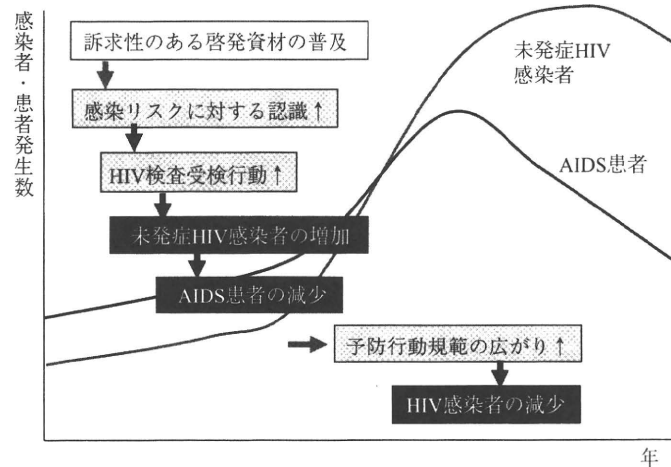 感染者・患者発生数
訴求性のある啓発資材の普及
感染リスクに対する認識↑
HIV検査受検行動↑
未発症HIV感染者の増加
AIDS患者の減少
未発症HIV
感染者
AIDS患者
予防行動規範の広がり↑
HIV感染者の減少
年